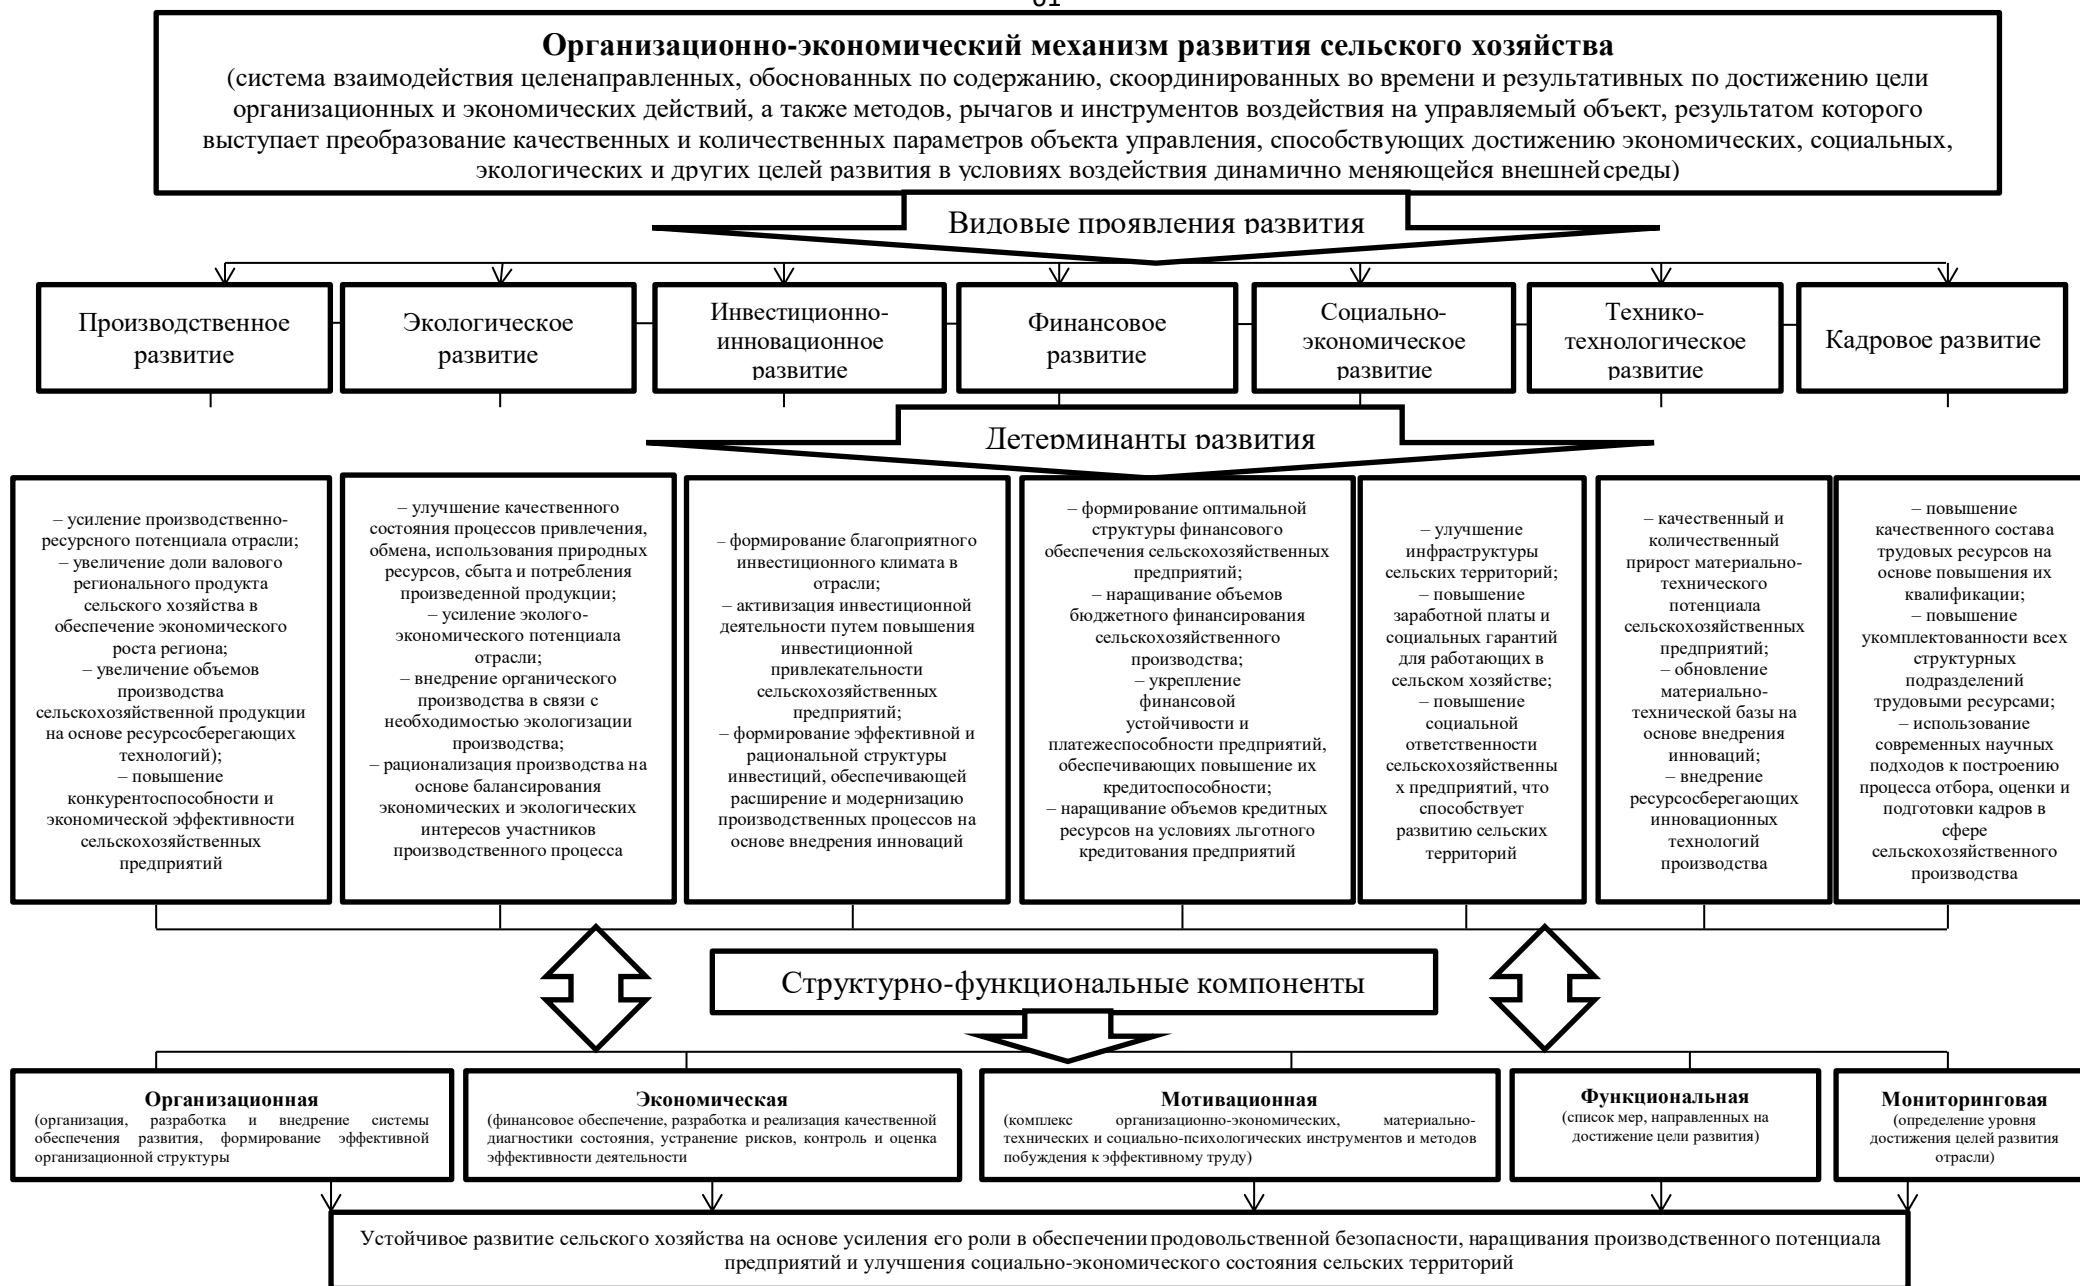 61
Организационно-экономический механизм развития сельского хозяйства
(система взаимодействия целенаправленных, обоснованных по содержанию, скоординированных во времени и результативных по достижению цели
организационных и экономических действий, а также методов, рычагов и инструментов воздействия на управляемый объект, результатом которого
выступает преобразование качественных и количественных параметров объекта управления, способствующих достижению экономических, социальных,
экологических и других целей развития в условиях воздействия динамично меняющейся внешней среды)
Видовые проявления развития
Производственное
развитие
Экологическое
развитие
Инвестиционно-
инновационное
развитие
Финансовое
развитие
Социально-
экономическое
развитие
Технико-
технологическое
развитие
Кадровое развитие
Детерминанты развития
– усиление производственно-
ресурсного потенциала отрасли;
– увеличение доли валового
регионального продукта
сельского хозяйства в
обеспечение экономического
роста региона;
– увеличение объемов
производства
сельскохозяйственной продукции
на основе ресурсосберегающих
технологий);
– повышение
конкурентоспособности и
экономической эффективности
сельскохозяйственных
предприятий
– улучшение качественного
состояния процессов привлечения,
обмена, использования природных
ресурсов, сбыта и потребления
произведенной продукции;
– усиление эколого-
экономического потенциала
отрасли;
– внедрение органического
производства в связи с
необходимостью экологизации
производства;
– рационализация производства на
основе балансирования
экономических и экологических
интересов участников
производственного процесса
– формирование благоприятного
инвестиционного климата в
отрасли;
– активизация инвестиционной
деятельности путем повышения
инвестиционной
привлекательности
сельскохозяйственных
предприятий;
– формирование эффективной и
рациональной структуры
инвестиций, обеспечивающей
расширение и модернизацию
производственных процессов на
основе внедрения инноваций
– формирование оптимальной
структуры финансового
обеспечения сельскохозяйственных
предприятий;
– наращивание объемов
бюджетного финансирования
сельскохозяйственного
производства;
– укрепление
финансовой
устойчивости и
платежеспособности предприятий,
обеспечивающих повышение их
кредитоспособности;
– наращивание объемов кредитных
ресурсов на условиях льготного
кредитования предприятий
– улучшение
инфраструктуры
сельских территорий;
– повышение
заработной платы и
социальных гарантий
для работающих в
сельском хозяйстве;
– повышение
социальной
ответственности
сельскохозяйственны
х предприятий, что
способствует
развитию сельских
территорий
– качественный и
количественный
прирост материально-
технического
потенциала
сельскохозяйственных
предприятий;
– обновление
материально-
технической базы на
основе внедрения
инноваций;
– внедрение
ресурсосберегающих
инновационных
технологий
производства
– повышение
качественного состава
трудовых ресурсов на
основе повышения их
квалификации;
– повышение
укомплектованности всех
структурных
подразделений
трудовыми ресурсами;
– использование
современных научных
подходов к построению
процесса отбора, оценки и
подготовки кадров в
сфере
сельскохозяйственного
производства
Структурно-функциональные компоненты
Организационная
(организация, разработка и внедрение системы
обеспечения развития, формирование эффективной
организационной структуры
Экономическая
(финансовое обеспечение, разработка и реализация качественной
диагностики состояния, устранение рисков, контроль и оценка
эффективности деятельности
Мотивационная
(комплекс организационно-экономических, материально-
технических и социально-психологических инструментов и методов
побуждения к эффективному труду)
Функциональная
(список мер, направленных на
достижение цели развития)
Мониторинговая
(определение уровня
достижения целей развития
отрасли)
Устойчивое развитие сельского хозяйства на основе усиления его роли в обеспечении продовольственной безопасности, наращивания производственного потенциала
предприятий и улучшения социально-экономического состояния сельских территорий